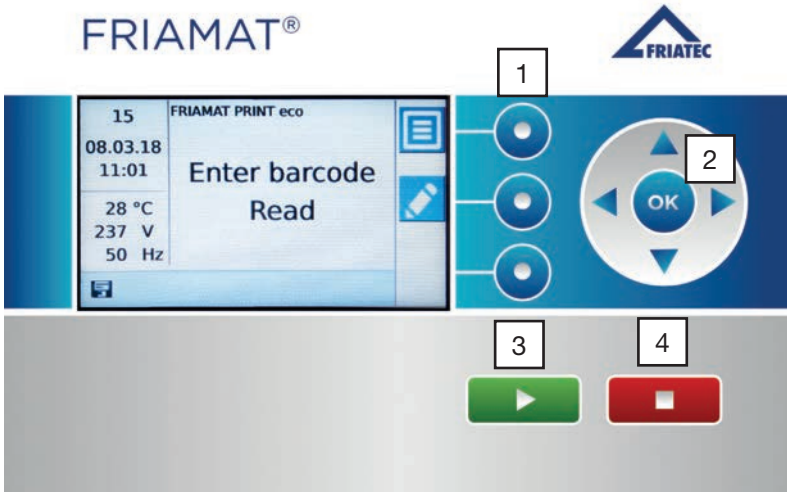 FRIAMAT®
FRIATEC
1
15
08.03.18
11:01
28 °C
237 V
50 Hz
FRIAMAT PRINT eco
Enter barcode
Read
2
OK
3
4